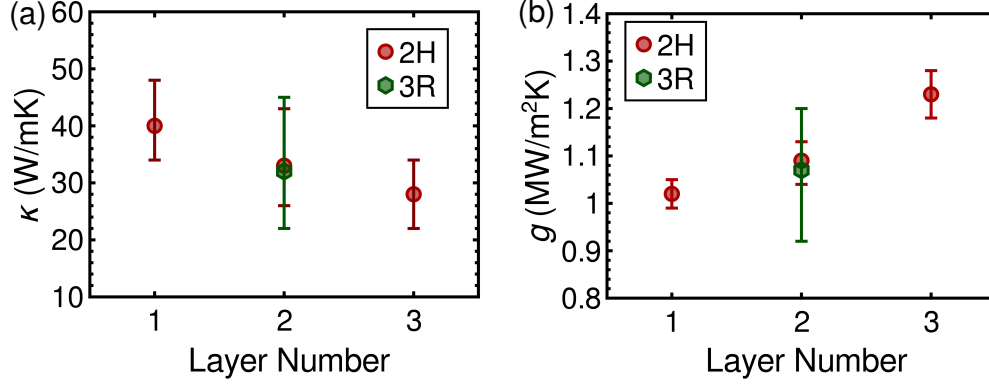 (a)
60
50
40
30
20
10
κ (W/mK)
2H
3R
1 2 3
Layer Number
(b)
1.4
1.3
1.2
1.1
1
0.9
0.8
g (MW/m²K)
2H
3R
1 2 3
Layer Number